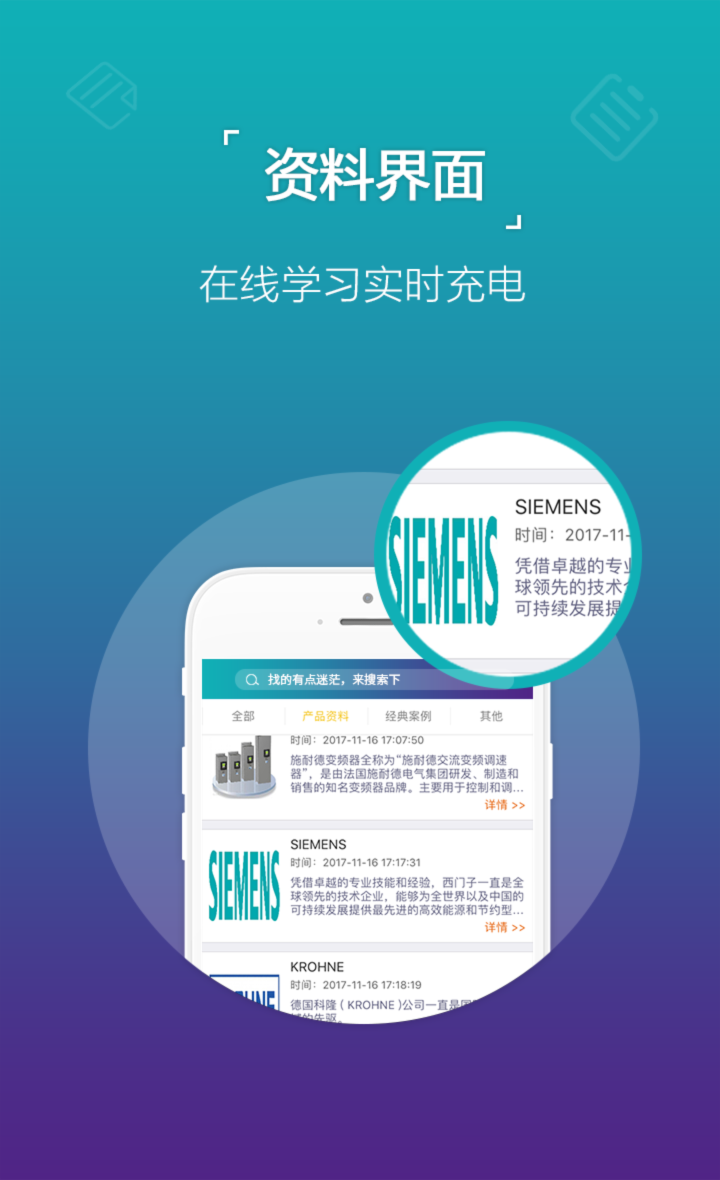 资料界面
在线学习实时充电
SIEMENS
SIEMENS
时间：2017-11-
凭借卓越的专业
球领先的技术
可持续发展提
找的有点迷茫，来搜索下
全部
产品资料
经典案例
其他
时间：2017-11-16 17:07:50
施耐德变频器全称为“施耐德交流变频调速
器”，是由法国施耐德电气集团研发、制造和
销售的知名变频器品牌。主要用于控制和调...
详情 >>
SIEMENS
SIEMENS
时间：2017-11-16 17:17:31
凭借卓越的专业技能和经验，西门子一直是全
球领先的技术企业，能够为全世界以及中国的
可持续发展提供最先进的高效能源和节约型...
详情 >>
KROHNE
时间：2017-11-16 17:18:19
德国科隆 ( KROHNE )公司一直是
的先驱。